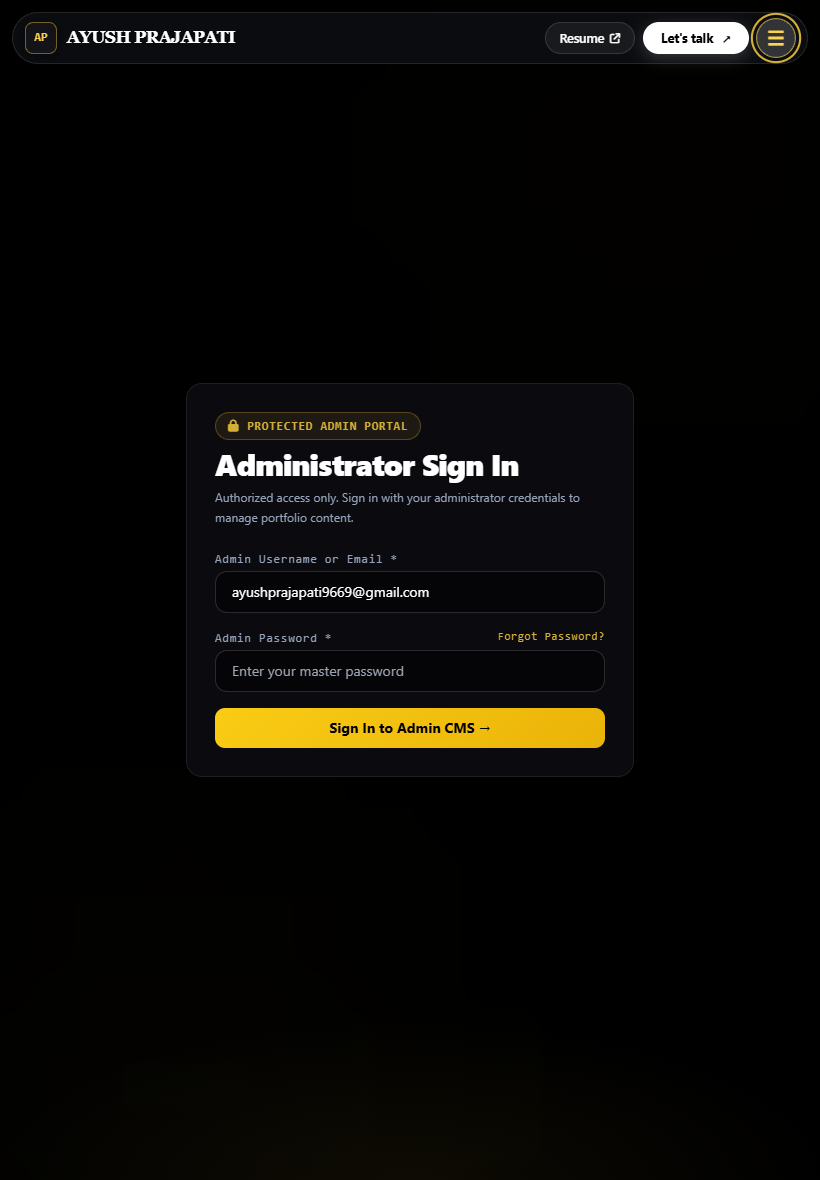 AP
AYUSH PRAJAPATI
Resume
Let's talk ↗
PROTECTED ADMIN PORTAL
Administrator Sign In
Authorized access only. Sign in with your administrator credentials to
manage portfolio content.
Admin Username or Email *
ayushprajapati9669@gmail.com
Admin Password *
Forgot Password?
Enter your master password
Sign In to Admin CMS →